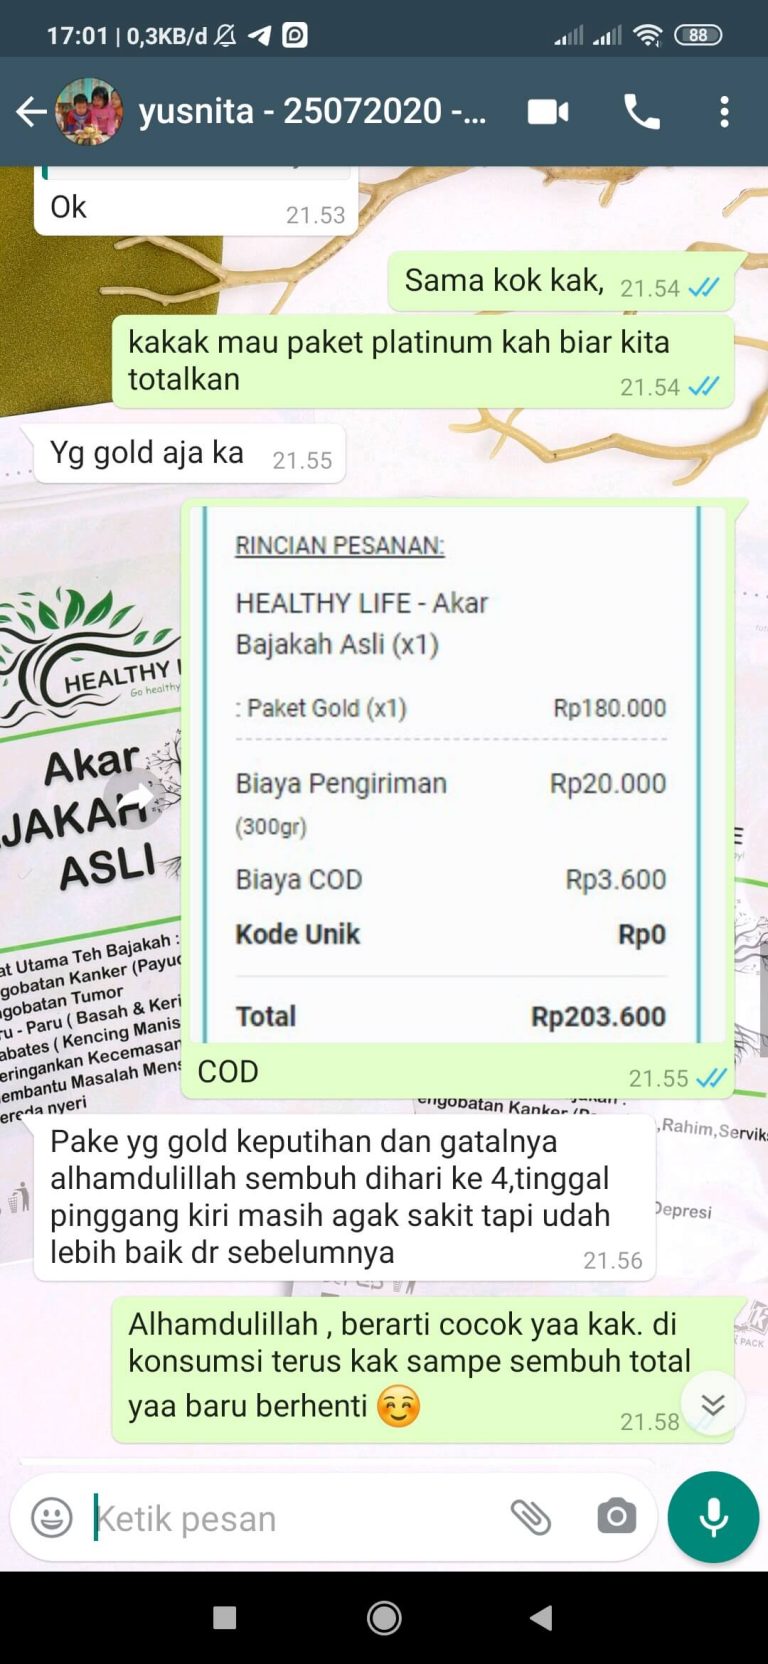 17:01 | 0,3KB/d
88
yusnita - 25072020 -...
Ok
21.53
Sama kok kak,
21.54
kakak mau paket platinum kah biar kita
totalkan
21.54
Yg gold aja ka
21.55
RINCIAN PESANAN:
HEALTHY LIFE - Akar
Bajakah Asli (x1)
: Paket Gold (x1) Rp180.000
Biaya Pengiriman Rp20.000
(300gr)
Biaya COD Rp3.600
Kode Unik Rp0
Total Rp203.600
COD
21.55
HEALTHY
Go healthy
Akar
JAKAH
ASLI
at Utama Teh Bajakah :
gobatan Kanker (Payud
gobatan Tumor
ru - Paru ( Basah & Keri
abetes ( Kencing Manis
eringankan Kecemasan
embantu Masalah Mens
ereda nyeri
engobatan Kanker
,Rahim,Serviks
Depresi
PACK
Pake yg gold keputihan dan gatalnya
alhamdulillah sembuh dihari ke 4,tinggal
pinggang kiri masih agak sakit tapi udah
lebih baik dr sebelumnya
21.56
Alhamdulillah , berarti cocok yaa kak. di
konsumsi terus kak sampe sembuh total
yaa baru berhenti
21.58
Ketik pesan